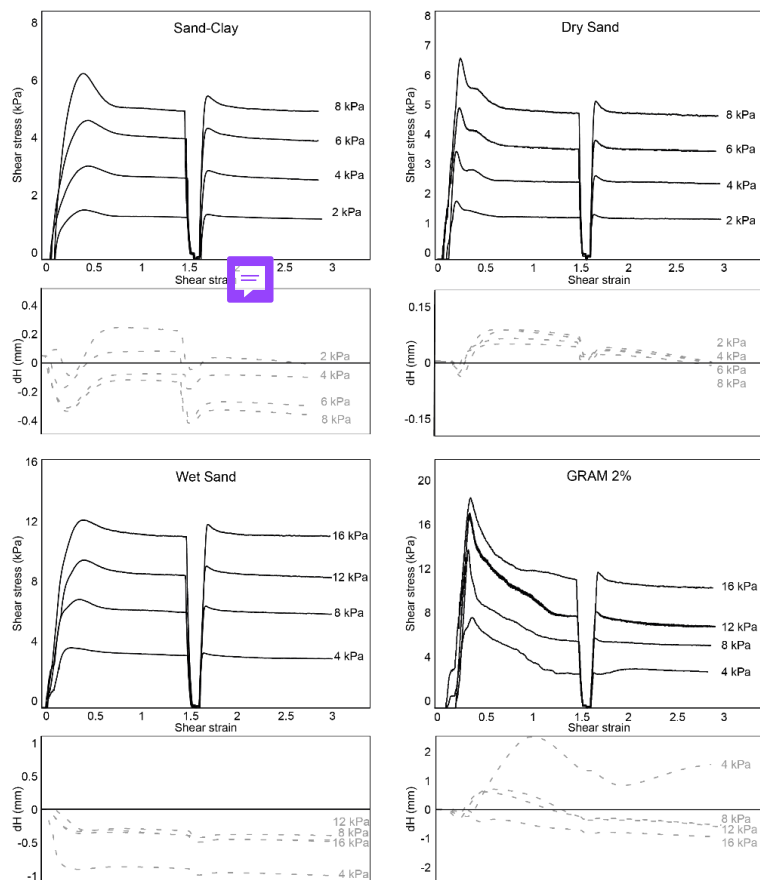 Sand-Clay
Shear stress (kPa)
8
6
4
2
0
8 kPa
6 kPa
4 kPa
2 kPa
0 0.5 1 1.5 2 2.5 3
Shear strain
dH (mm)
0.4
0.2
0
-0.2
-0.4
2 kPa
4 kPa
6 kPa
8 kPa
Dry Sand
Shear stress (kPa)
8
7
6
5
4
3
2
1
0
8 kPa
6 kPa
4 kPa
2 kPa
0 0.5 1 1.5 2 2.5 3
Shear strain
dH (mm)
0.15
0
-0.15
2 kPa
4 kPa
6 kPa
8 kPa
Wet Sand
Shear stress (kPa)
16
12
8
4
0
16 kPa
12 kPa
8 kPa
4 kPa
0 0.5 1 1.5 2 2.5 3
Shear strain
dH (mm)
1
0.5
0
-0.5
-1
12 kPa
8 kPa
16 kPa
4 kPa
GRAM 2%
Shear stress (kPa)
20
16
12
8
4
0
16 kPa
12 kPa
8 kPa
4 kPa
0 0.5 1 1.5 2 2.5 3
Shear strain
dH (mm)
2
1
0
-1
-2
4 kPa
8 kPa
12 kPa
16 kPa